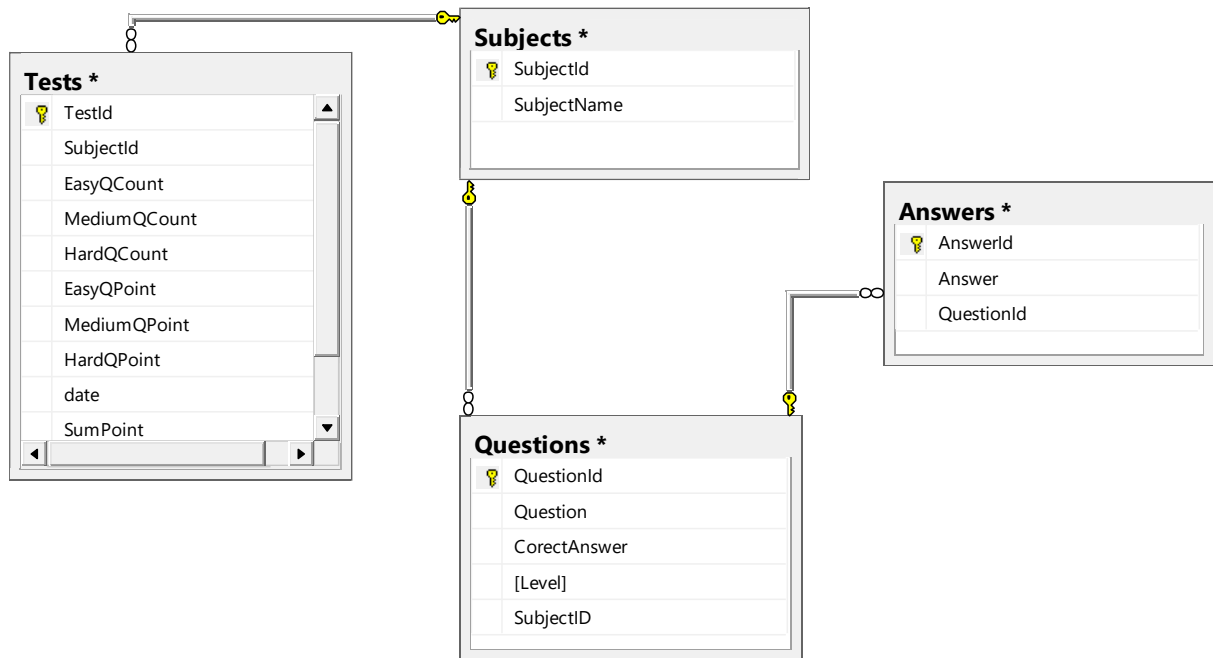 Subjects *
SubjectId
SubjectName
Tests *
TestId
SubjectId
EasyQCount
MediumQCount
HardQCount
EasyQPoint
MediumQPoint
HardQPoint
date
SumPoint
Answers *
AnswerId
Answer
QuestionId
Questions *
QuestionId
Question
CorectAnswer
[Level]
SubjectID